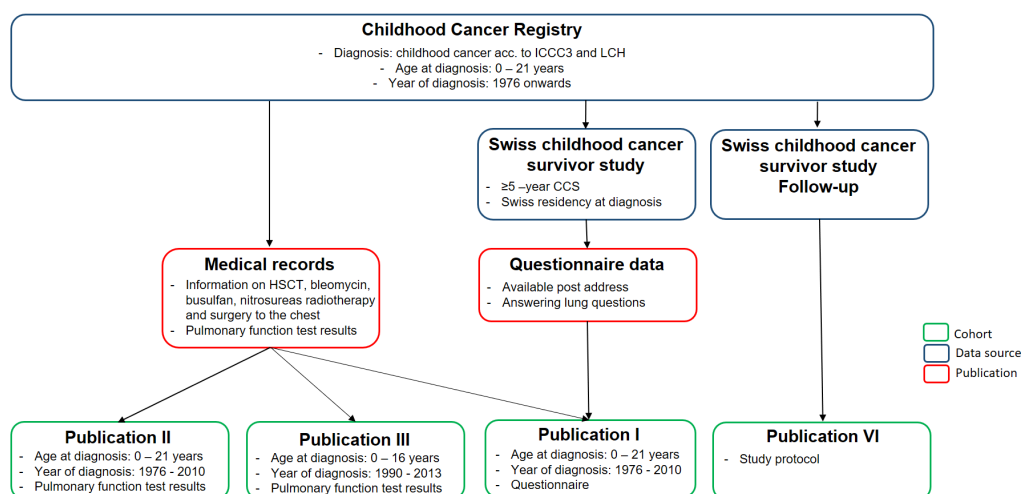 Childhood Cancer Registry
- Diagnosis: childhood cancer acc. to ICCC3 and LCH
- Age at diagnosis: 0 – 21 years
- Year of diagnosis: 1976 onwards
Swiss childhood cancer
survivor study
- ≥5 –year CCS
- Swiss residency at diagnosis
Swiss childhood cancer
survivor study
Follow-up
Medical records
- Information on HSCT, bleomycin,
busulfan, nitrosureas radiotherapy
and surgery to the chest
- Pulmonary function test results
Questionnaire data
- Available post address
- Answering lung questions
Cohort
Data source
Publication
Publication II
- Age at diagnosis: 0 – 21 years
- Year of diagnosis: 1976 - 2010
- Pulmonary function test results
Publication III
- Age at diagnosis: 0 – 16 years
- Year of diagnosis: 1990 - 2013
- Pulmonary function test results
Publication I
- Age at diagnosis: 0 – 21 years
- Year of diagnosis: 1976 - 2010
- Questionnaire
Publication VI
- Study protocol